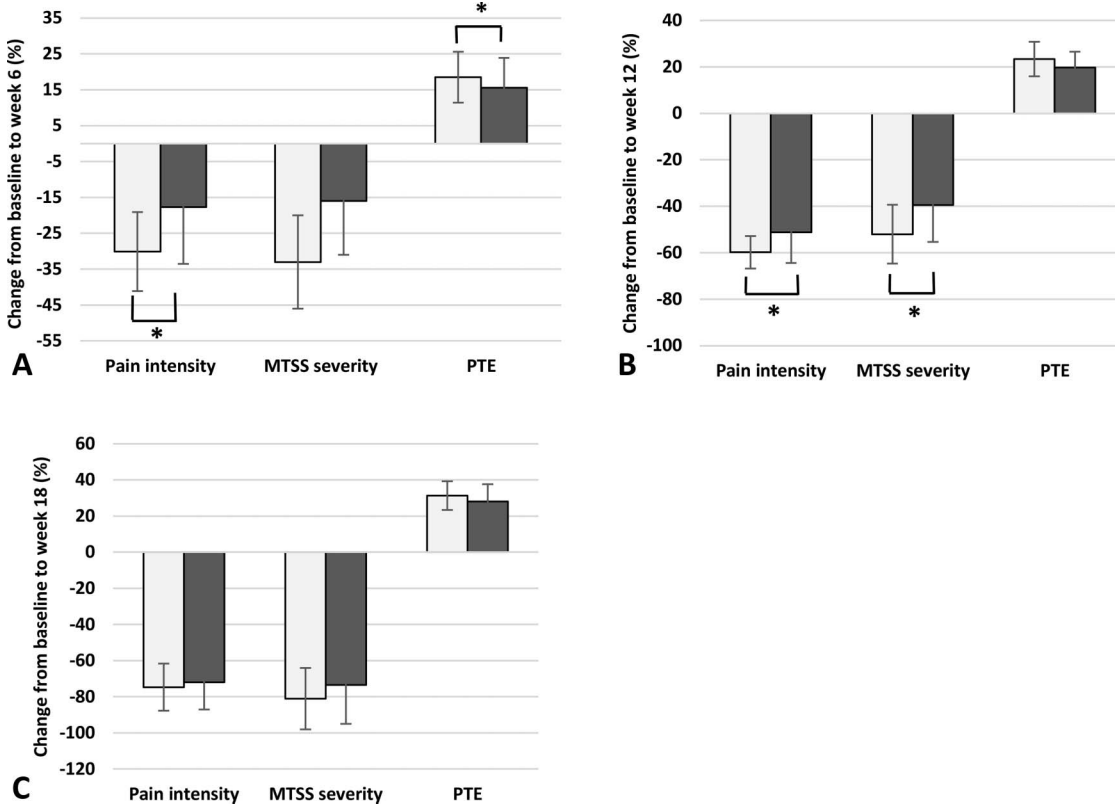 Change from baseline to week 6 (%)
35
25
15
5
-5
-15
-25
-35
-45
-55
*
*
Pain intensity
MTSS severity
PTE
A
Change from baseline to week 12 (%)
40
20
0
-20
-40
-60
-80
-100
*
*
Pain intensity
MTSS severity
PTE
B
Change from baseline to week 18 (%)
60
40
20
0
-20
-40
-60
-80
-100
-120
Pain intensity
MTSS severity
PTE
C